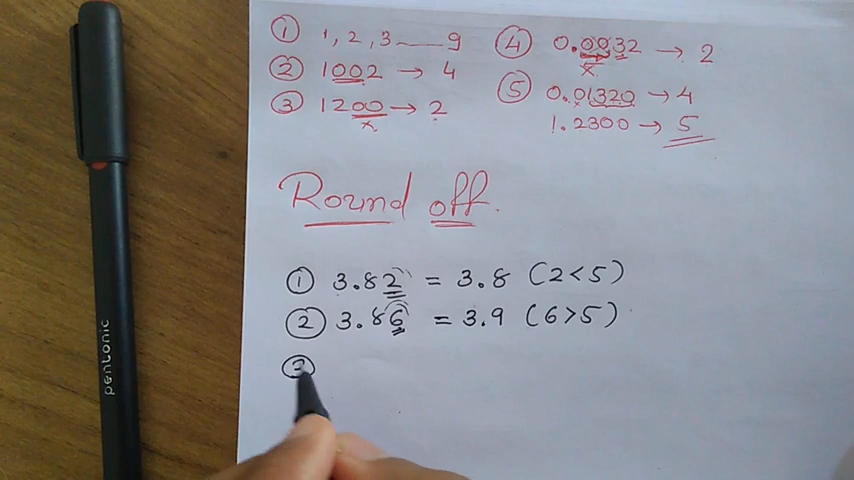 ① 1, 2, 3 —— 9
② 1002 → 4
③ 1200 → 2
x
④ 0.0032 → 2
x
⑤ 0.01320 → 4
1.2300 → 5
Round off.
① 3.82 = 3.8 (2<5)
② 3.86 = 3.9 (6>5)
③
pentonic